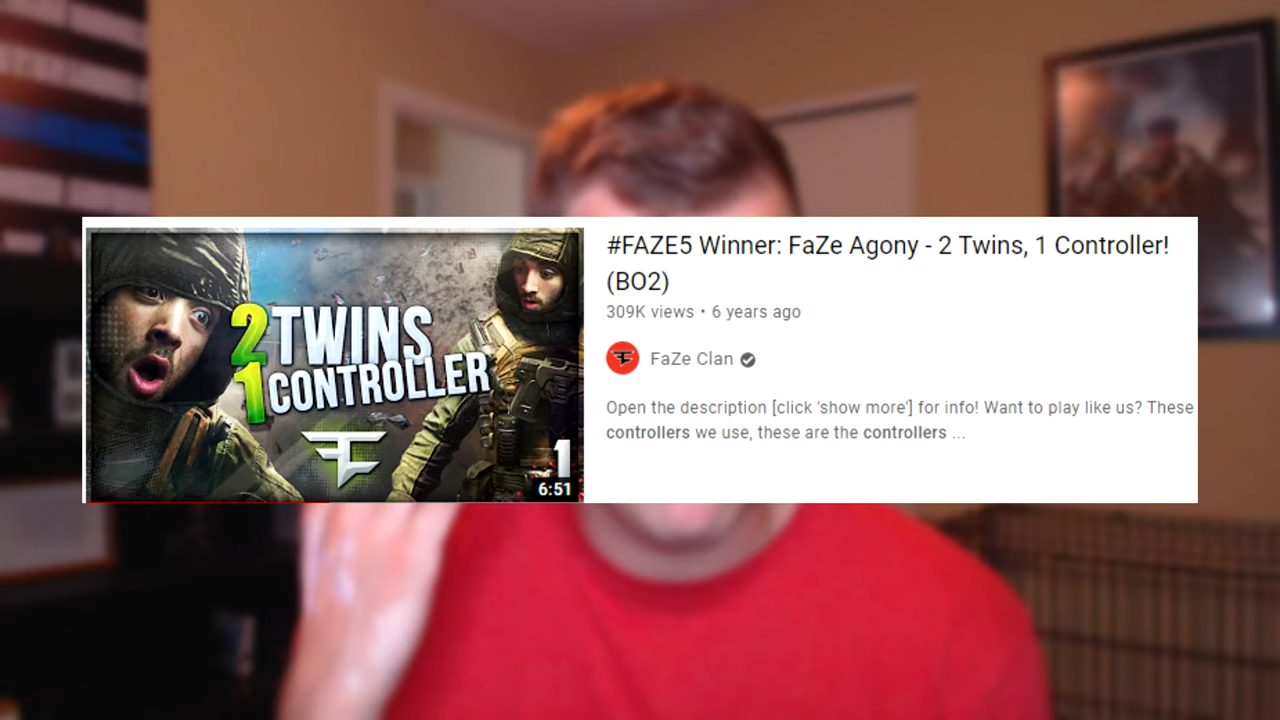 2 TWINS
1 CONTROLLER
1
6:51
#FAZE5 Winner: FaZe Agony - 2 Twins, 1 Controller!
(BO2)
309K views • 6 years ago
FaZe Clan
Open the description [click 'show more'] for info! Want to play like us? These
controllers we use, these are the controllers ...